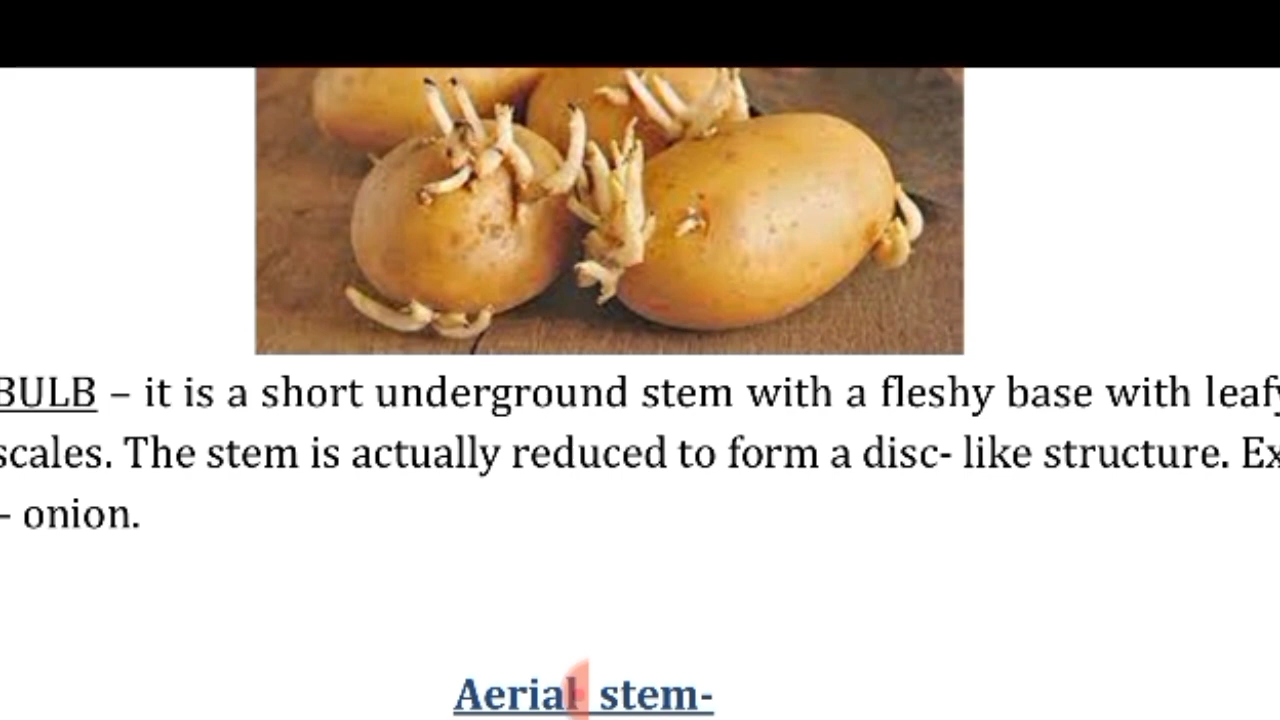 BULB – it is a short underground stem with a fleshy base with leafy
scales. The stem is actually reduced to form a disc- like structure. Ex
– onion.
Aerial stem-